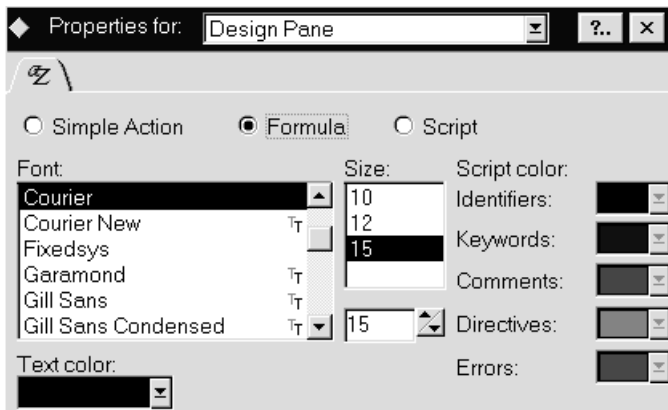 Properties for: Design Pane ?..
Simple Action Formula Script
Font: Size: Script color:
Courier 10 Identifiers:
Courier New 12
Fixedsys 15 Keywords:
Garamond Comments:
Gill Sans
Gill Sans Condensed 15 Directives:
Text color: Errors: